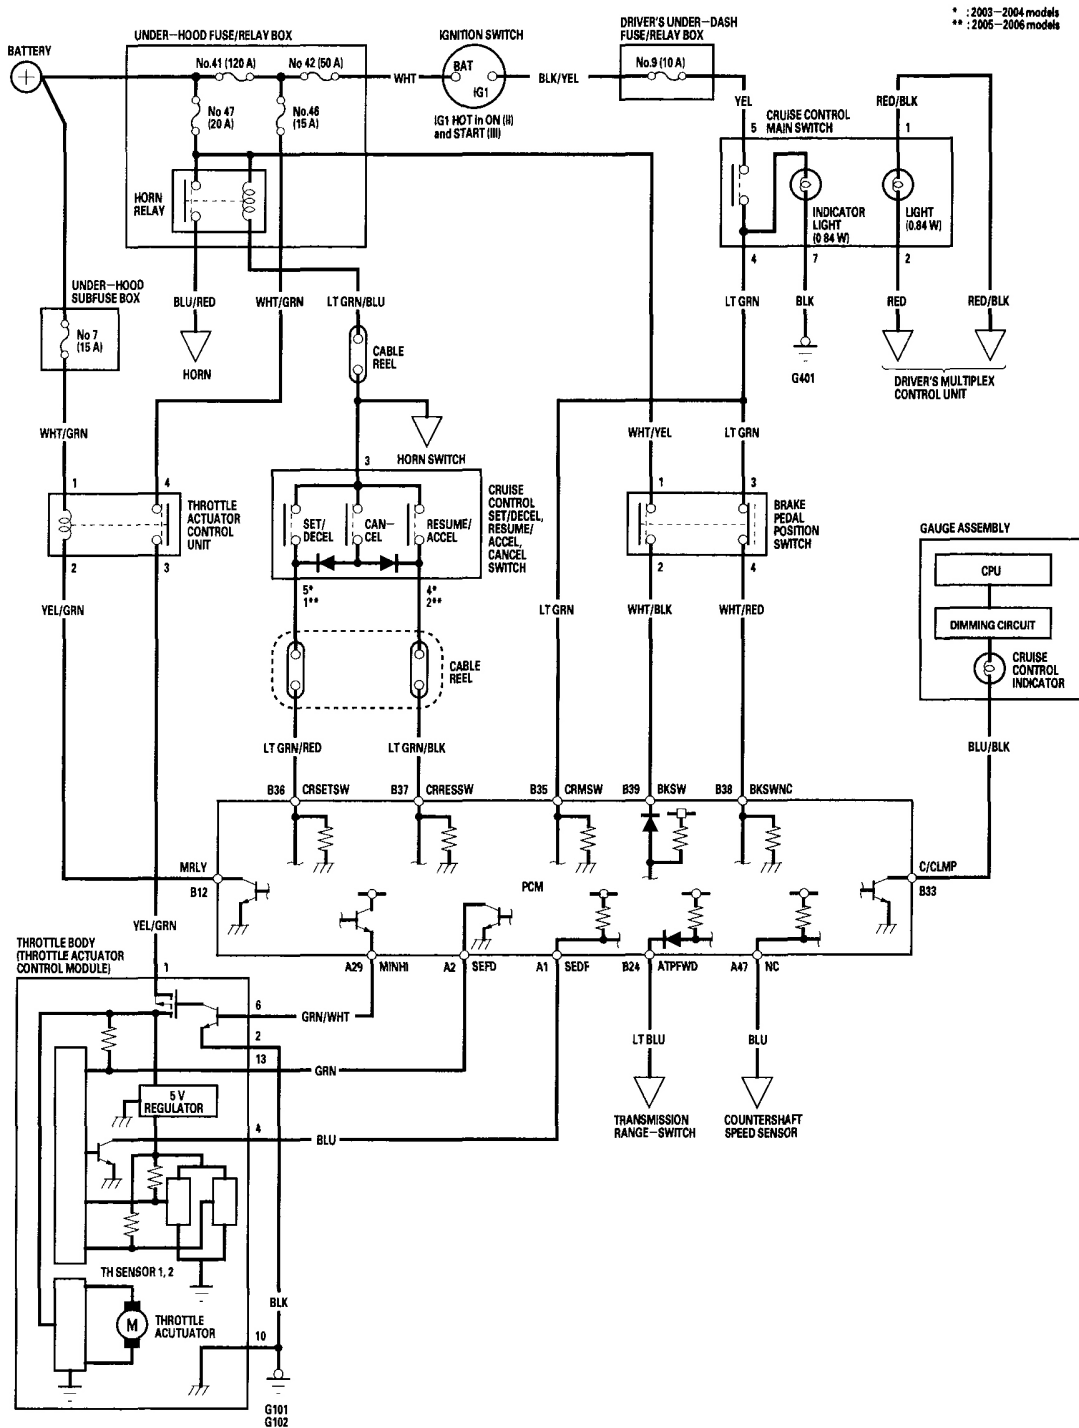 * : 2003-2004 models
** : 2005-2006 models
BATTERY
UNDER-HOOD FUSE/RELAY BOX
No.41 (120 A)
No 42 (50 A)
No 47
(20 A)
No.46
(15 A)
HORN
RELAY
WHT
IGNITION SWITCH
BAT
IG1
IG1 HOT in ON (II)
and START (III)
BLK/YEL
DRIVER'S UNDER-DASH
FUSE/RELAY BOX
No.9 (10 A)
YEL
RED/BLK
5
CRUISE CONTROL
MAIN SWITCH
1
INDICATOR
LIGHT
(0 84 W)
LIGHT
(0.84 W)
4
7
2
UNDER-HOOD
SUBFUSE BOX
No 7
(15 A)
BLU/RED
WHT/GRN
LT GRN/BLU
HORN
CABLE
REEL
LT GRN
BLK
RED
RED/BLK
G401
DRIVER'S MULTIPLEX
CONTROL UNIT
WHT/GRN
WHT/YEL
LT GRN
HORN SWITCH
3
1
4
THROTTLE
ACTUATOR
CONTROL
UNIT
2
3
SET/
DECEL
CAN-
CEL
RESUME/
ACCEL
CRUISE
CONTROL
SET/DECEL,
RESUME/
ACCEL,
CANCEL
SWITCH
5*
1**
4*
2**
1
3
BRAKE
PEDAL
POSITION
SWITCH
2
4
GAUGE ASSEMBLY
CPU
DIMMING CIRCUIT
CRUISE
CONTROL
INDICATOR
YEL/GRN
LT GRN
WHT/BLK
WHT/RED
CABLE
REEL
LT GRN/RED
LT GRN/BLK
BLU/BLK
B36
CRSETSW
B37
CRRESSW
B35
CRMSW
B39
BKSW
B38
BKSWNC
MRLY
B12
PCM
C/CLMP
B33
YEL/GRN
A29
MINHI
A2
SEFD
A1
SEDF
B24
ATPFWD
A47
NC
THROTTLE BODY
(THROTTLE ACTUATOR
CONTROL MODULE)
1
6
GRN/WHT
2
13
GRN
5 V
REGULATOR
4
BLU
LT BLU
BLU
TRANSMISSION
RANGE-SWITCH
COUNTERSHAFT
SPEED SENSOR
TH SENSOR 1, 2
M
THROTTLE
ACUTUATOR
BLK
10
G101
G102